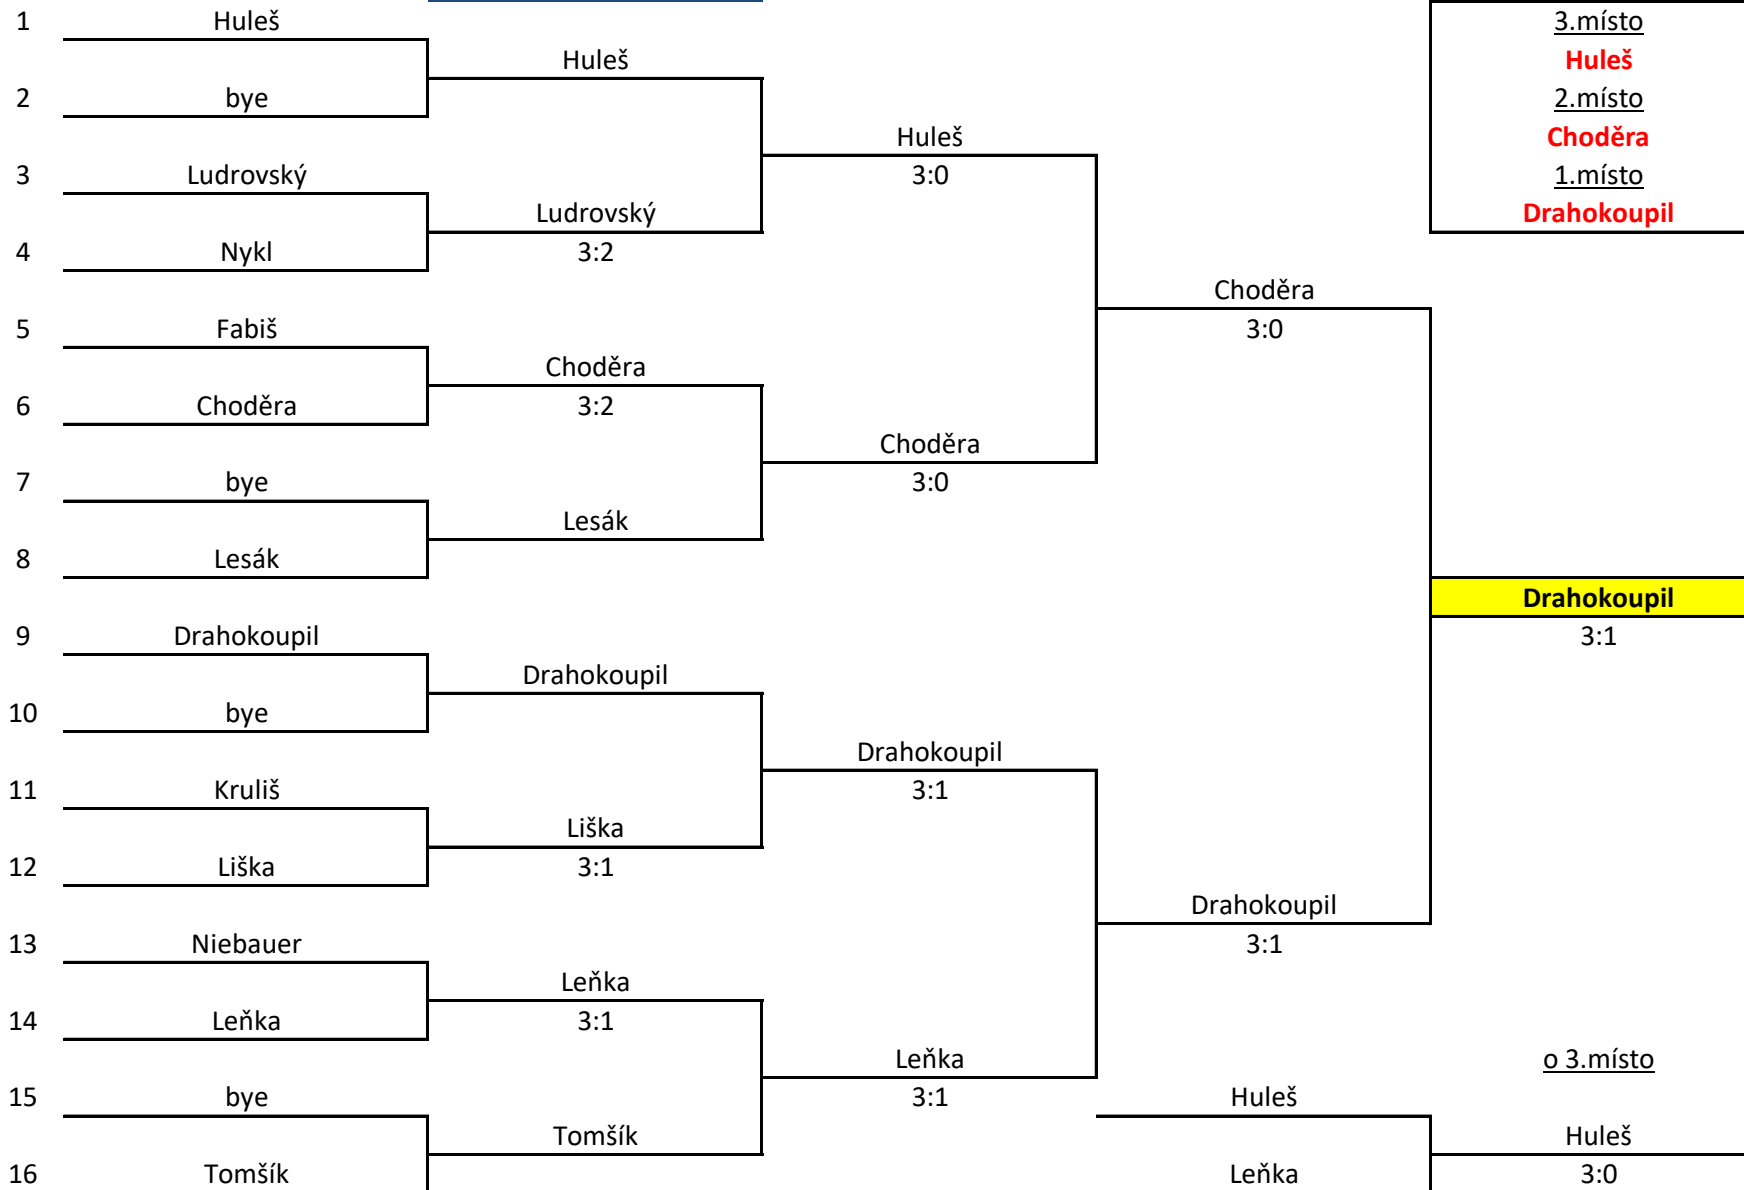 1 Huleš 3.místo
Huleš Huleš
2 bye 2.místo
Huleš Choděra
3 Ludrovský 3:0 1.místo
Ludrovský Drahokoupil
4 Nykl 3:2
Choděra
5 Fabiš 3:0
Choděra
6 Choděra 3:2
Choděra
7 bye 3:0
Lesák
8 Lesák
Drahokoupil
9 Drahokoupil 3:1
Drahokoupil
10 bye
Drahokoupil
11 Kruliš 3:1
Liška
12 Liška 3:1
Drahokoupil
13 Niebauer 3:1
Leňka
14 Leňka 3:1
Leňka o 3.místo
15 bye 3:1 Huleš
Tomšík Huleš
16 Tomšík Leňka 3:0